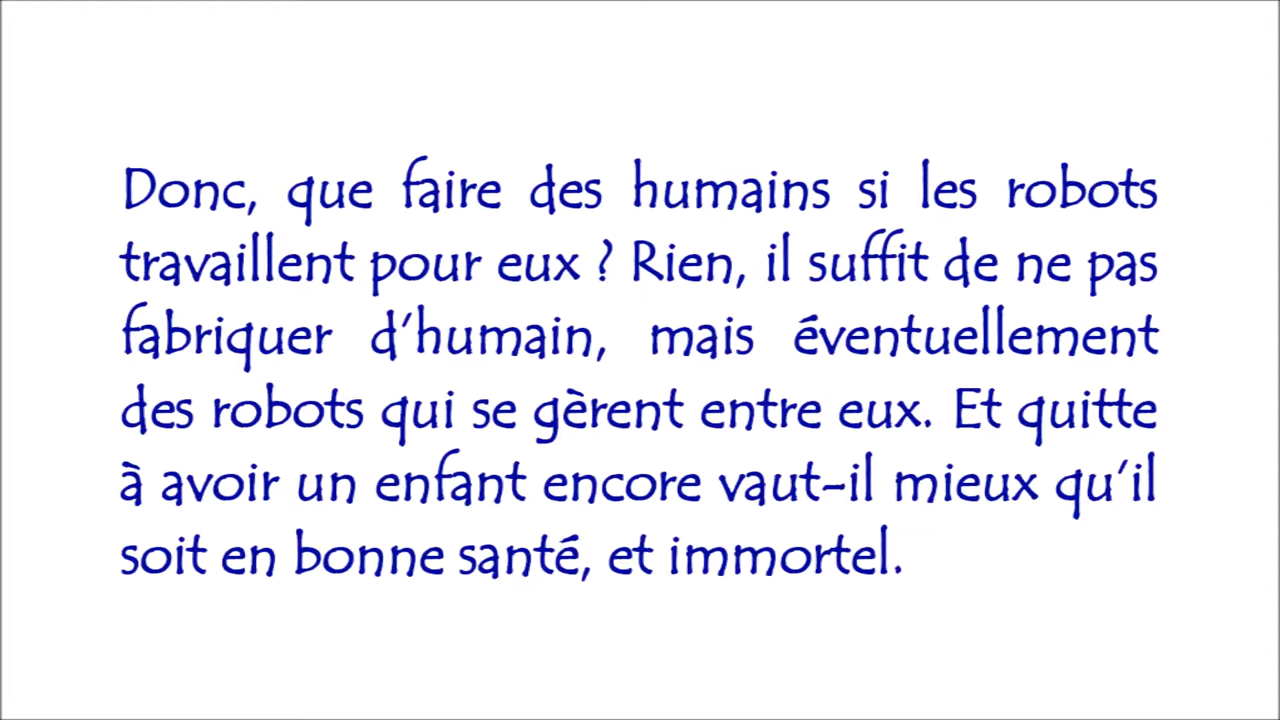 Donc, que faire des humains si les robots
travaillent pour eux ? Rien, il suffit de ne pas
fabriquer d’humain, mais éventuellement
des robots qui se gèrent entre eux. Et quitte
à avoir un enfant encore vaut-il mieux qu’il
soit en bonne santé, et immortel.